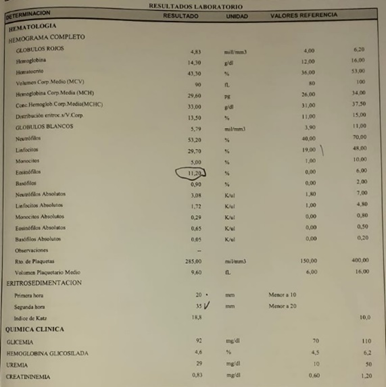 RESULTADOS LABORATORIO
DETERMINACION RESULTADO UNIDAD VALORES REFERENCIA
HEMATOLOGIA
HEMOGRAMA COMPLETO
GLOBULOS ROJOS 4,83 mil/mm3 4,00 6,20
Hemoglobina 14,30 g/dl 12,00 16,00
Hematocrito 43,50 % 36,00 53,00
Volumen Corp.Medio (MCV) 90 fL 80 100
Hemoglobina Corp.Medio (MCH) 29,60 pg 26,00 34,00
Conc.Hemoglob.Corp.Media(MCHC) 33,00 g/dl 31,00 37,50
Distribución eritroc.s/V.Corp 13,50 % 11,00 15,00
GLOBULOS BLANCOS 5,79 mil/mm3 3,90 11,00
Neutrófilos 53,20 % 40,00 70,00
Linfocitos 29,70 % 19,00 48,00
Monocitos 5,00 % 1,00 10,00
Eosinófilos 11,20 % 0,00 6,00
Basófilos 0,90 % 0,00 2,00
Neutrófilos Absolutos 3,08 K/ul 1,80 7,00
Linfocitos Absolutos 1,72 K/ul 1,00 4,80
Monocitos Absolutos 0,29 K/ul 0,00 0,80
Eosinófilos Absolutos 0,65 K/ul 0,00 0,50
Basófilos Absolutos 0,05 K/ul 0,00 0,20
Observaciones --
Rto. de Plaquetas 265,00 mil/mm3 150,00 400,00
Volumen Plaquetario Medio 9,60 fL 6,00 18,00
ERITROSEDIMENTACION
Primera hora 20 mm Menor a 10
Segunda hora 35 mm Menor a 20
Indice de Katz 18,8 10,0
QUIMICA CLINICA
GLICEMIA 92 mg/dl 70 110
HEMOGLOBINA GLICOSILADA 4,8 % 4,5 6,2
UREMIA 29 mg/dl 10 50
CREATININEMIA 0,83 mg/dl 0,60 1,20